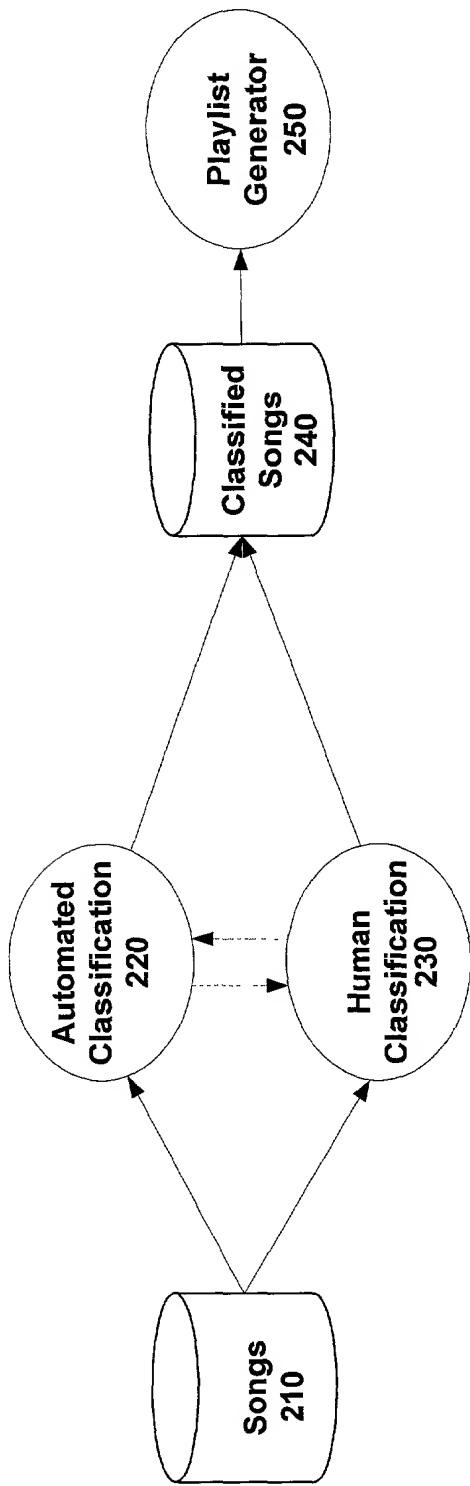 Songs
210
Automated
Classification
220
Human
Classification
230
Classified
Songs
240
Playlist
Generator
250